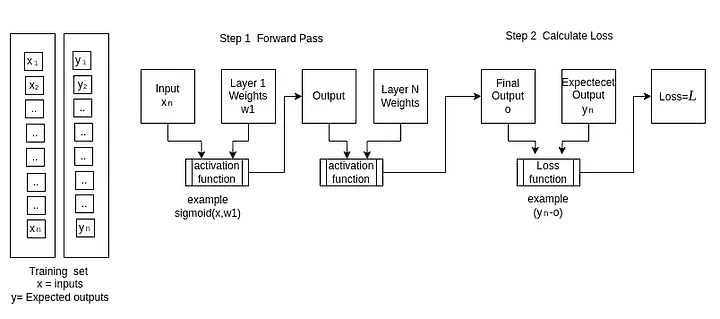 Step 1 Forward Pass
Step 2 Calculate Loss
x1
x2
..
..
..
..
..
xn
y1
y2
..
..
..
..
..
yn
Training set
x = inputs
y= Expected outputs
Input
xn
Layer 1
Weights
w1
activation
function
example
sigmoid(x,w1)
Output
Layer N
Weights
activation
function
Final
Output
o
Expectecet
Output
yn
Loss
function
example
(yn-o)
Loss=L